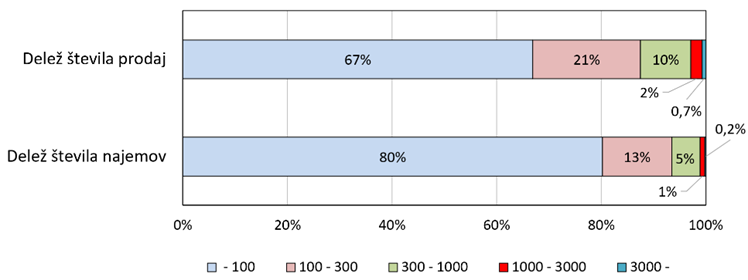 Delež števila prodaj
67%
21%
10%
2%
0,7%
Delež števila najemov
80%
13%
5%
1%
0,2%
0% 20% 40% 60% 80% 100%
- 100 100 - 300 300 - 1000 1000 - 3000 3000 -